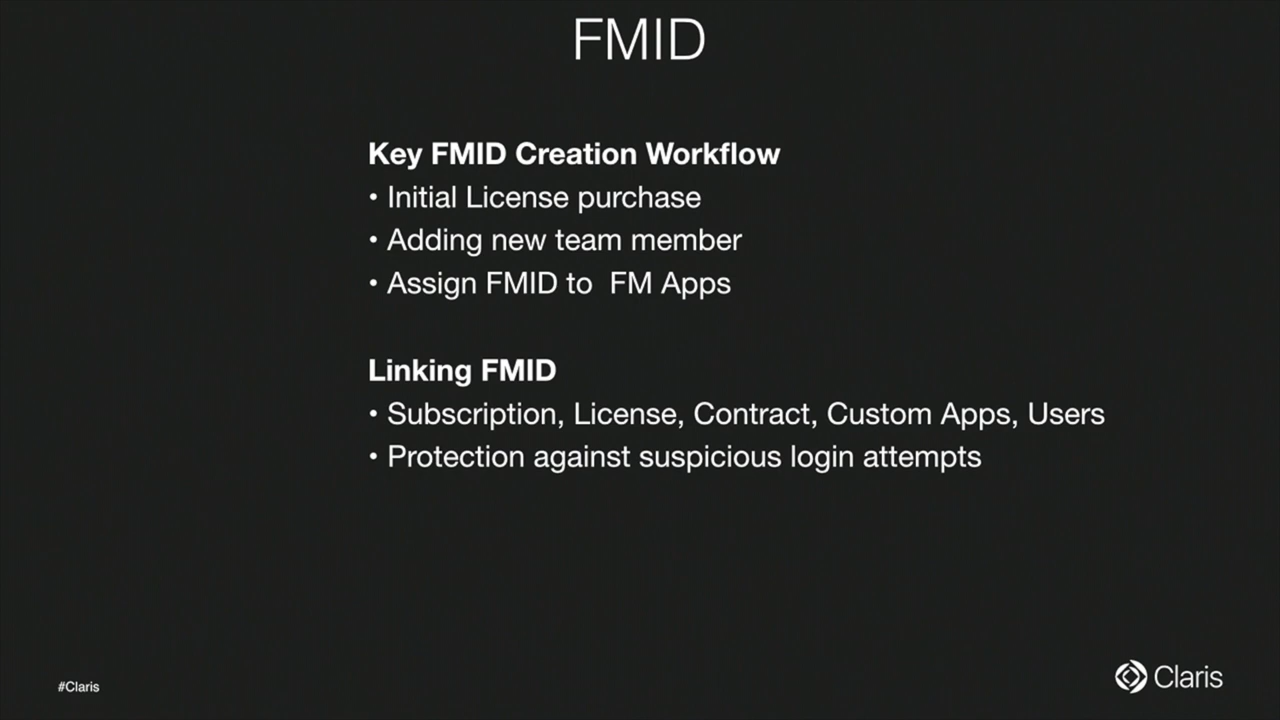 FMID
Key FMID Creation Workflow
• Initial License purchase
• Adding new team member
• Assign FMID to  FM Apps
Linking FMID
• Subscription, License, Contract, Custom Apps, Users
• Protection against suspicious login attempts
#Claris
Claris